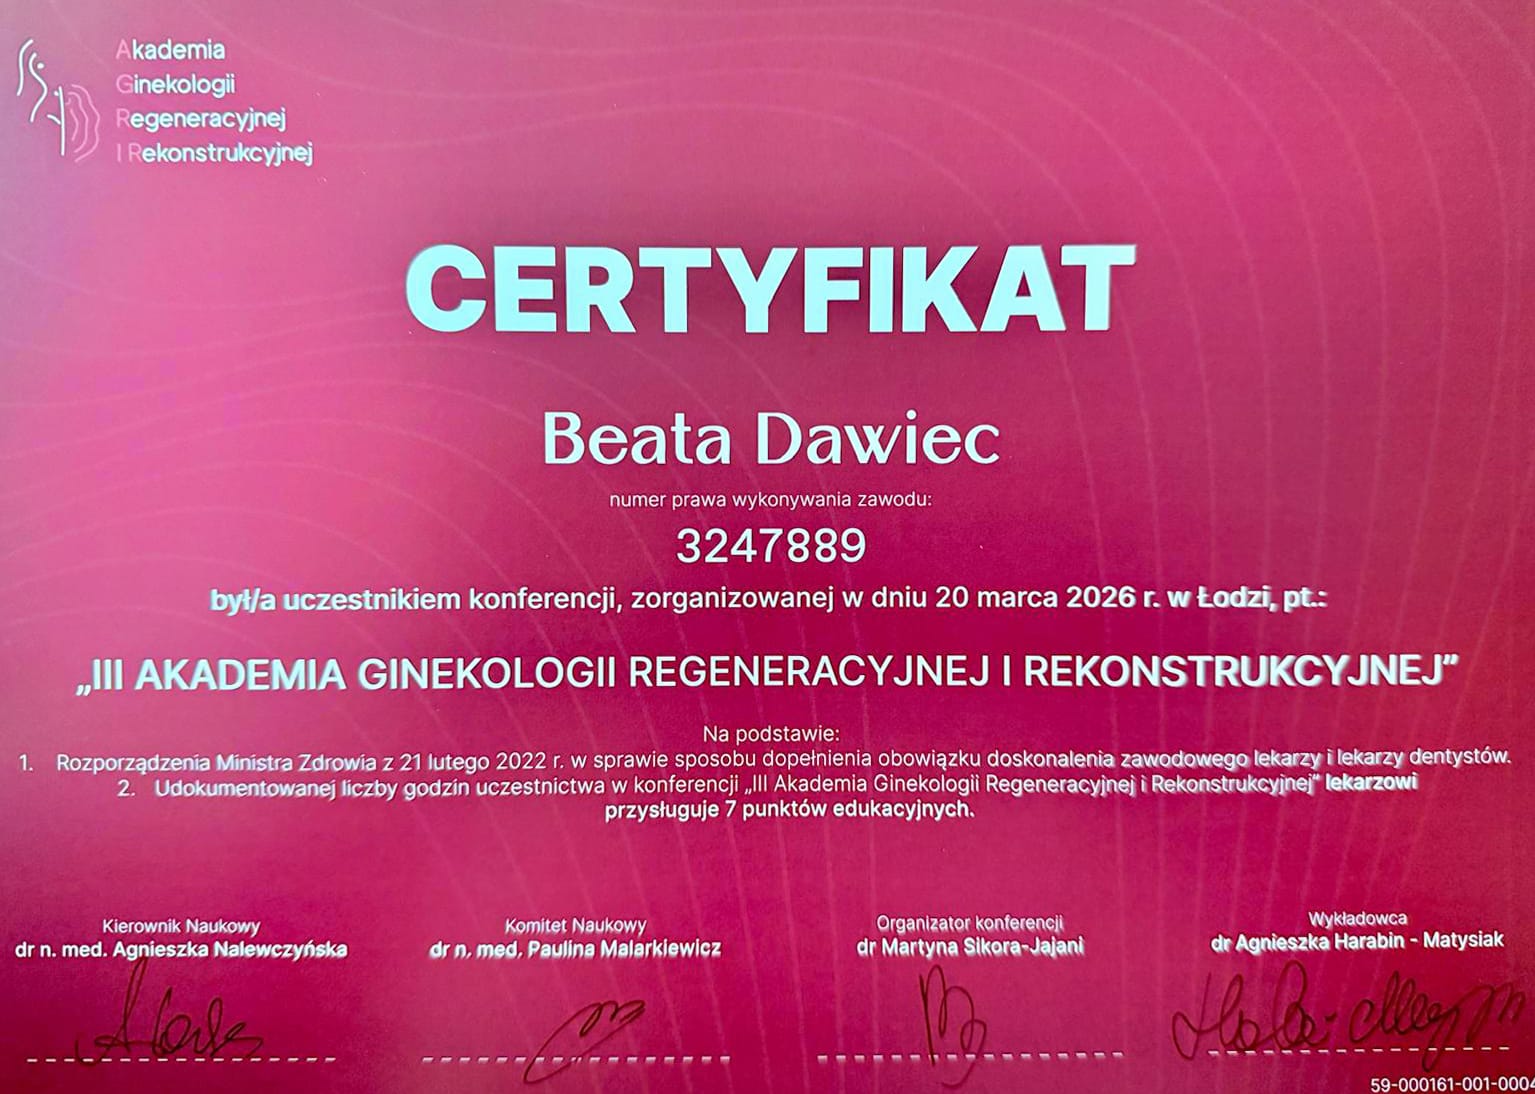 Akademia
Ginekologii
Regeneracyjnej
I Rekonstrukcyjnej
CERTYFIKAT
Beata Dawiec
numer prawa wykonywania zawodu:
3247889
był/a uczestnikiem konferencji, zorganizowanej w dniu 20 marca 2026 r. w Łodzi, pt.:
„III AKADEMIA GINEKOLOGII REGENERACYJNEJ I REKONSTRUKCYJNEJ”
Na podstawie:
1. Rozporządzenia Ministra Zdrowia z 21 lutego 2022 r. w sprawie sposobu dopełnienia obowiązku doskonalenia zawodowego lekarzy i lekarzy dentystów.
2. Udokumentowanej liczby godzin uczestnictwa w konferencji „III Akademia Ginekologii Regeneracyjnej i Rekonstrukcyjnej” lekarzowi
przysługuje 7 punktów edukacyjnych.
Kierownik Naukowy
dr n. med. Agnieszka Nalewczyńska
Komitet Naukowy
dr n. med. Paulina Malarkiewicz
Organizator konferencji
dr Martyna Sikora-Jajani
Wykładowca
dr Agnieszka Harabin - Matysiak
59-000161-001-0004